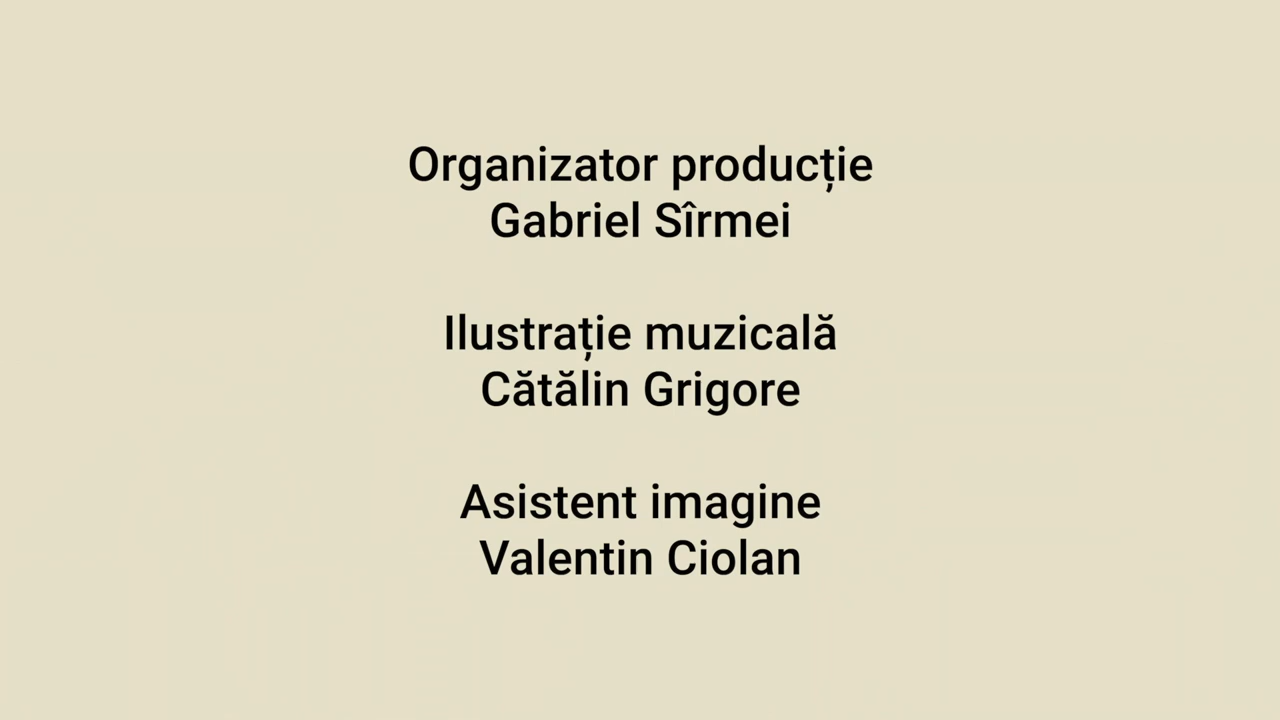 Organizator producție
Gabriel Sîrmei
Ilustrație muzicală
Cătălin Grigore
Asistent imagine
Valentin Ciolan